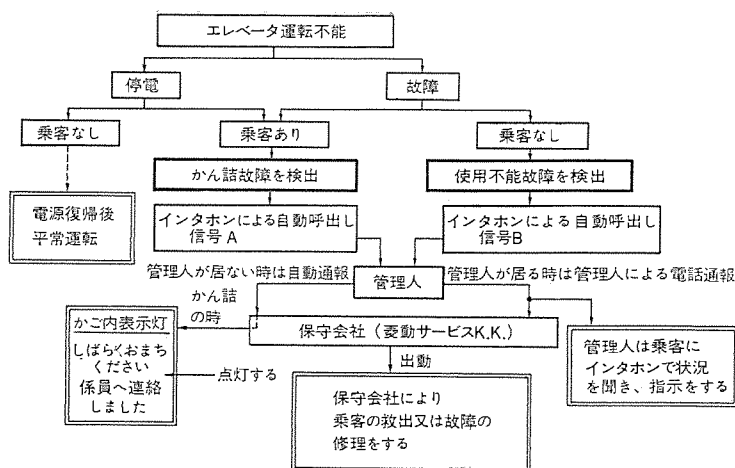 エレベータ運転不能
停電
故障
乗客なし
乗客あり
乗客なし
かん詰故障を検出
使用不能故障を検出
電源復帰後
平常運転
インタホンによる自動呼出し
信号A
インタホンによる自動呼出し
信号B
管理人が居ない時は自動通報
管理人
管理人が居る時は管理人による電話通報
かん詰
の時
かご内表示灯
しばらくおまち
ください
係員へ連絡
しました
点灯する
保守会社(菱動サービスK.K.)
出動
管理人は乗客に
インタホンで状況
を聞き、指示をする
保守会社により
乗客の救出又は故障の
修理をする